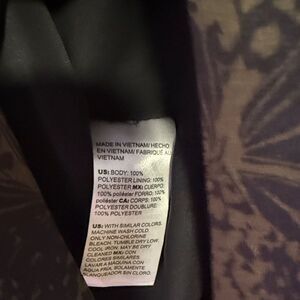 MADE IN VIETNAM/ HECHO
EN VIETNAM/ FABRIQUÉ AU
VIETNAM
US: BODY: 100%
POLYESTER LINING: 100%
POLYESTER MX: CUERPO:
100% poliéster FORRO: 100%
poliéster CA: CORPS: 100%
POLYESTER DOUBLURE:
100% POLYESTER
US: WITH SIMILAR COLORS.
MACHINE WASH COLD.
ONLY NON-CHLORINE
BLEACH. TUMBLE DRY LOW.
COOL IRON. MAY BE DRY
CLEANED MX: CON
COLORES SIMILARES.
LAVAR A MAQUINA CON
AGUA FRIA. SOLAMENTE
BLANQUEADOR SIN CLORO.